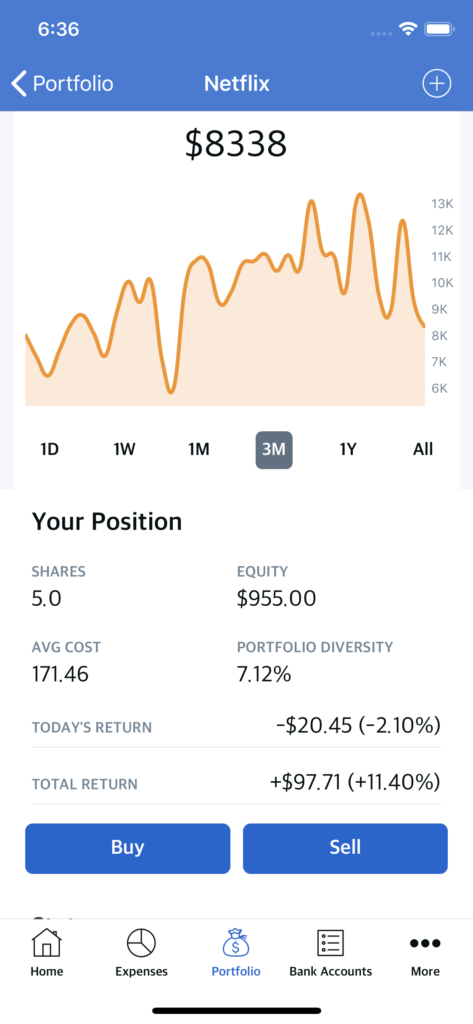 6:36
Portfolio Netflix
$8338
13K
12K
11K
10K
9K
8K
7K
6K
1D 1W 1M 3M 1Y All
Your Position
SHARES EQUITY
5.0 $955.00
AVG COST PORTFOLIO DIVERSITY
171.46 7.12%
TODAY'S RETURN -$20.45 (-2.10%)
TOTAL RETURN +$97.71 (+11.40%)
Buy Sell
Home Expenses Portfolio Bank Accounts More